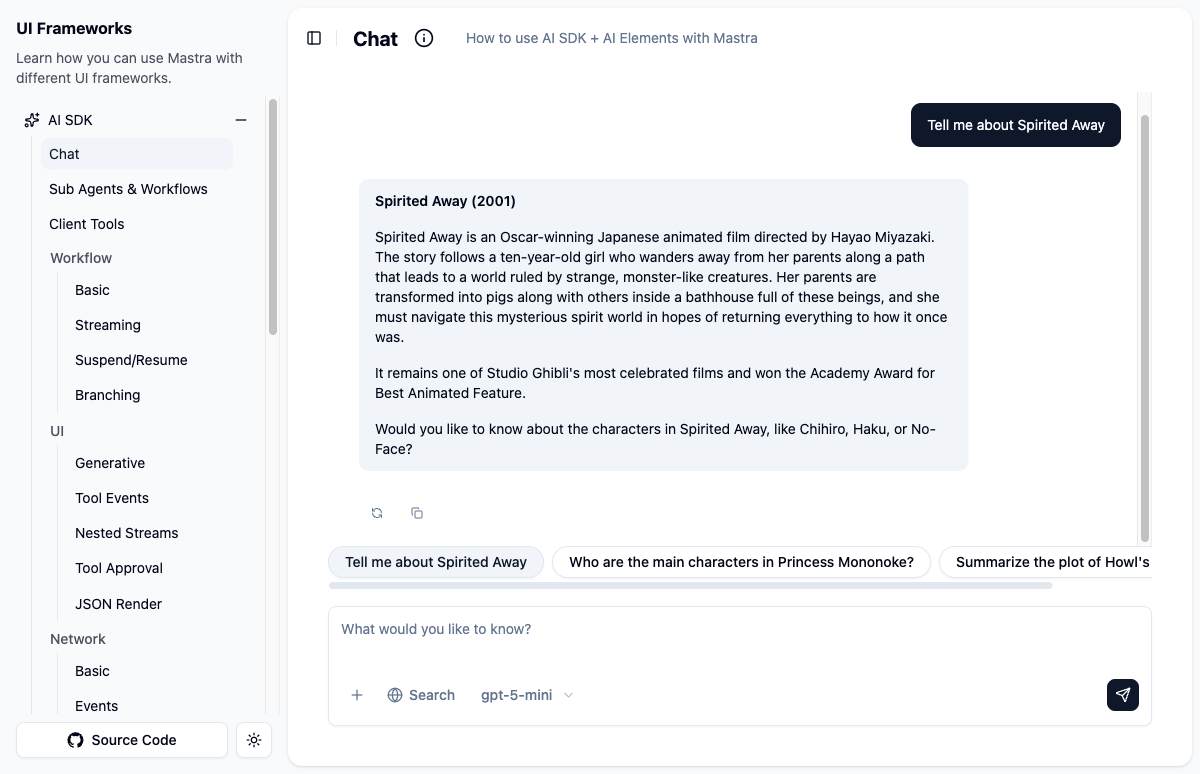 UI Frameworks
Learn how you can use Mastra with
different UI frameworks.
AI SDK
Chat
Sub Agents & Workflows
Client Tools
Workflow
Basic
Streaming
Suspend/Resume
Branching
UI
Generative
Tool Events
Nested Streams
Tool Approval
JSON Render
Network
Basic
Events
Source Code
Chat
How to use AI SDK + AI Elements with Mastra
Tell me about Spirited Away
Spirited Away (2001)
Spirited Away is an Oscar-winning Japanese animated film directed by Hayao Miyazaki.
The story follows a ten-year-old girl who wanders away from her parents along a path
that leads to a world ruled by strange, monster-like creatures. Her parents are
transformed into pigs along with others inside a bathhouse full of these beings, and she
must navigate this mysterious spirit world in hopes of returning everything to how it once
was.
It remains one of Studio Ghibli's most celebrated films and won the Academy Award for
Best Animated Feature.
Would you like to know about the characters in Spirited Away, like Chihiro, Haku, or No-
Face?
Tell me about Spirited Away
Who are the main characters in Princess Mononoke?
Summarize the plot of Howl's
What would you like to know?
Search
gpt-5-mini